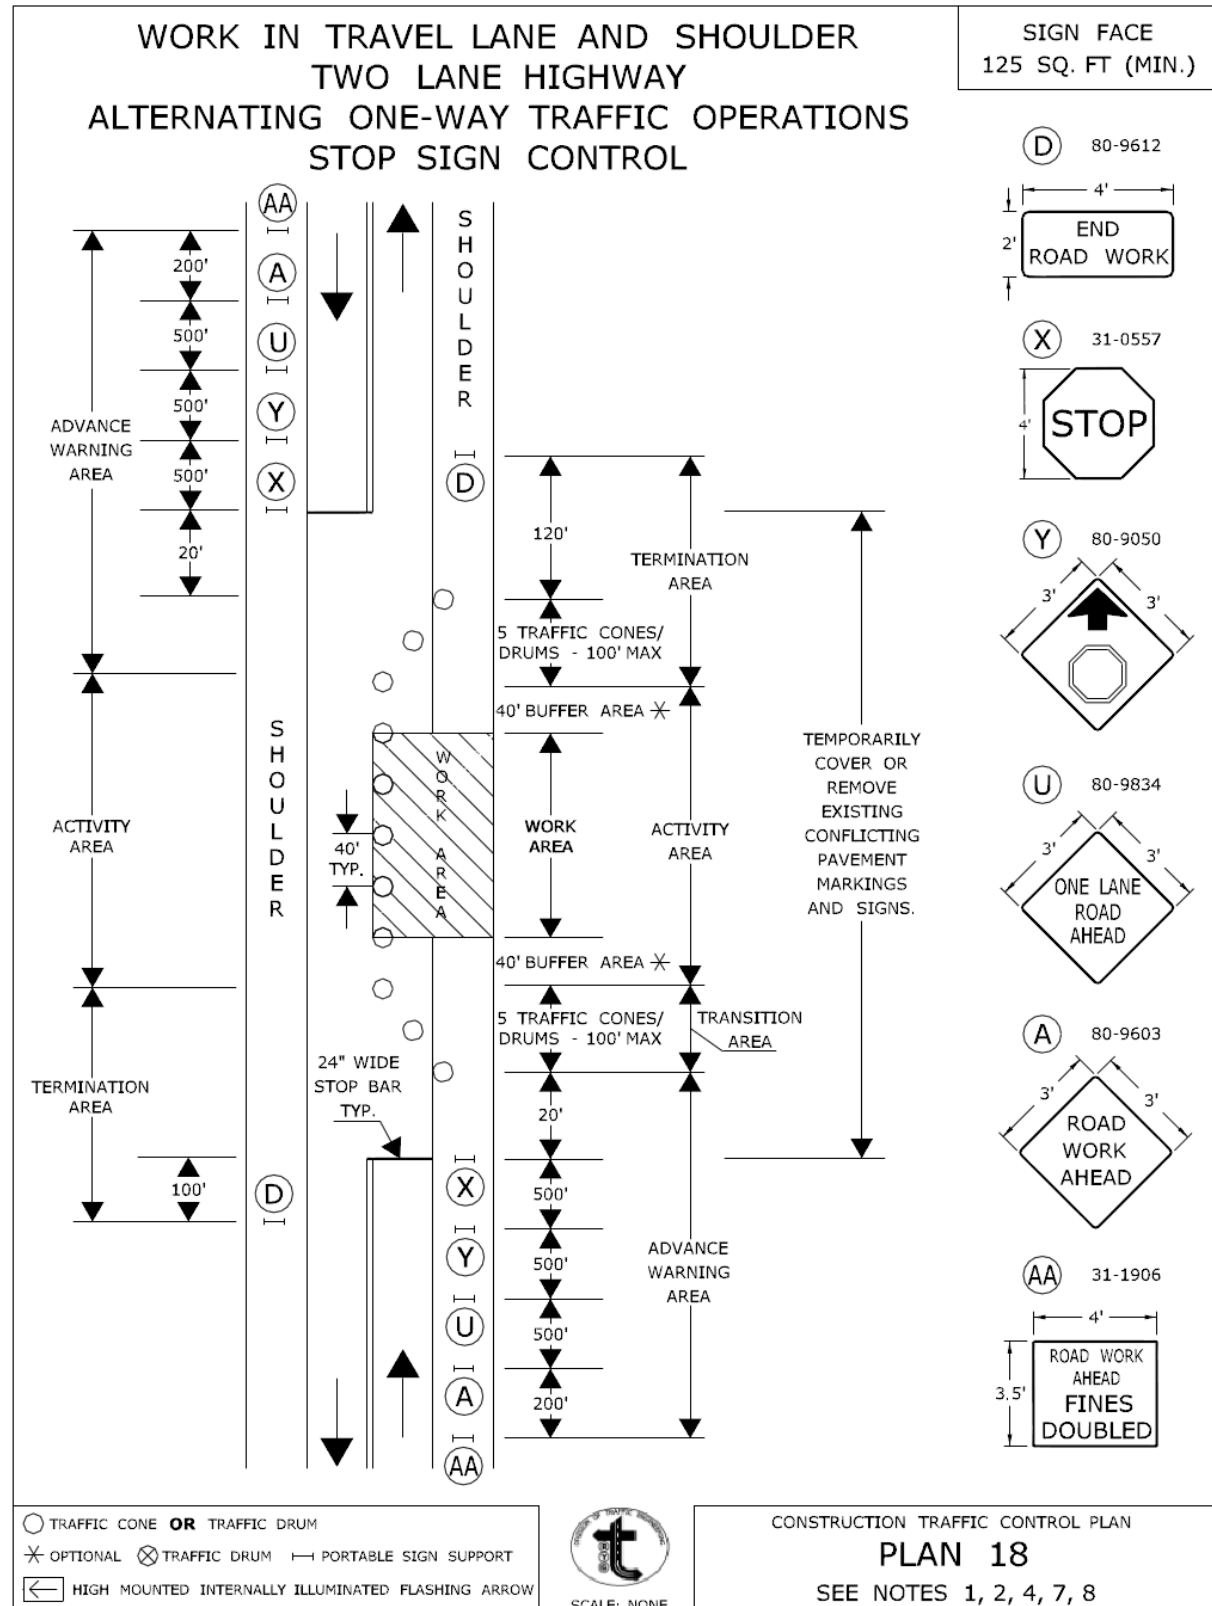 WORK IN TRAVEL LANE AND SHOULDER
TWO LANE HIGHWAY
ALTERNATING ONE-WAY TRAFFIC OPERATIONS
STOP SIGN CONTROL
SIGN FACE
125 SQ. FT (MIN.)
AA
A
U
Y
X
200'
500'
500'
500'
20'
ADVANCE
WARNING
AREA
ACTIVITY
AREA
TERMINATION
AREA
100'
D
SHOULDER
SHOULDER
D
120'
TERMINATION
AREA
5 TRAFFIC CONES/
DRUMS - 100' MAX
40' BUFFER AREA
WORK AREA
40'
TYP.
WORK
AREA
ACTIVITY
AREA
40' BUFFER AREA
5 TRAFFIC CONES/
DRUMS - 100' MAX
TRANSITION
AREA
24" WIDE
STOP BAR
TYP.
20'
500'
500'
500'
200'
X
Y
U
A
AA
ADVANCE
WARNING
AREA
TEMPORARILY
COVER OR
REMOVE
EXISTING
CONFLICTING
PAVEMENT
MARKINGS
AND SIGNS.
D 80-9612
4'
2'
END
ROAD WORK
X 31-0557
4'
STOP
Y 80-9050
3' 3'
U 80-9834
3' 3'
ONE LANE
ROAD
AHEAD
A 80-9603
3' 3'
ROAD
WORK
AHEAD
AA 31-1906
4'
3.5'
ROAD WORK
AHEAD
FINES
DOUBLED
TRAFFIC CONE OR TRAFFIC DRUM
OPTIONAL TRAFFIC DRUM PORTABLE SIGN SUPPORT
HIGH MOUNTED INTERNALLY ILLUMINATED FLASHING ARROW
DIVISION OF TRAFFIC ENGINEERING
SCALE: NONE
CONSTRUCTION TRAFFIC CONTROL PLAN
PLAN 18
SEE NOTES 1, 2, 4, 7, 8